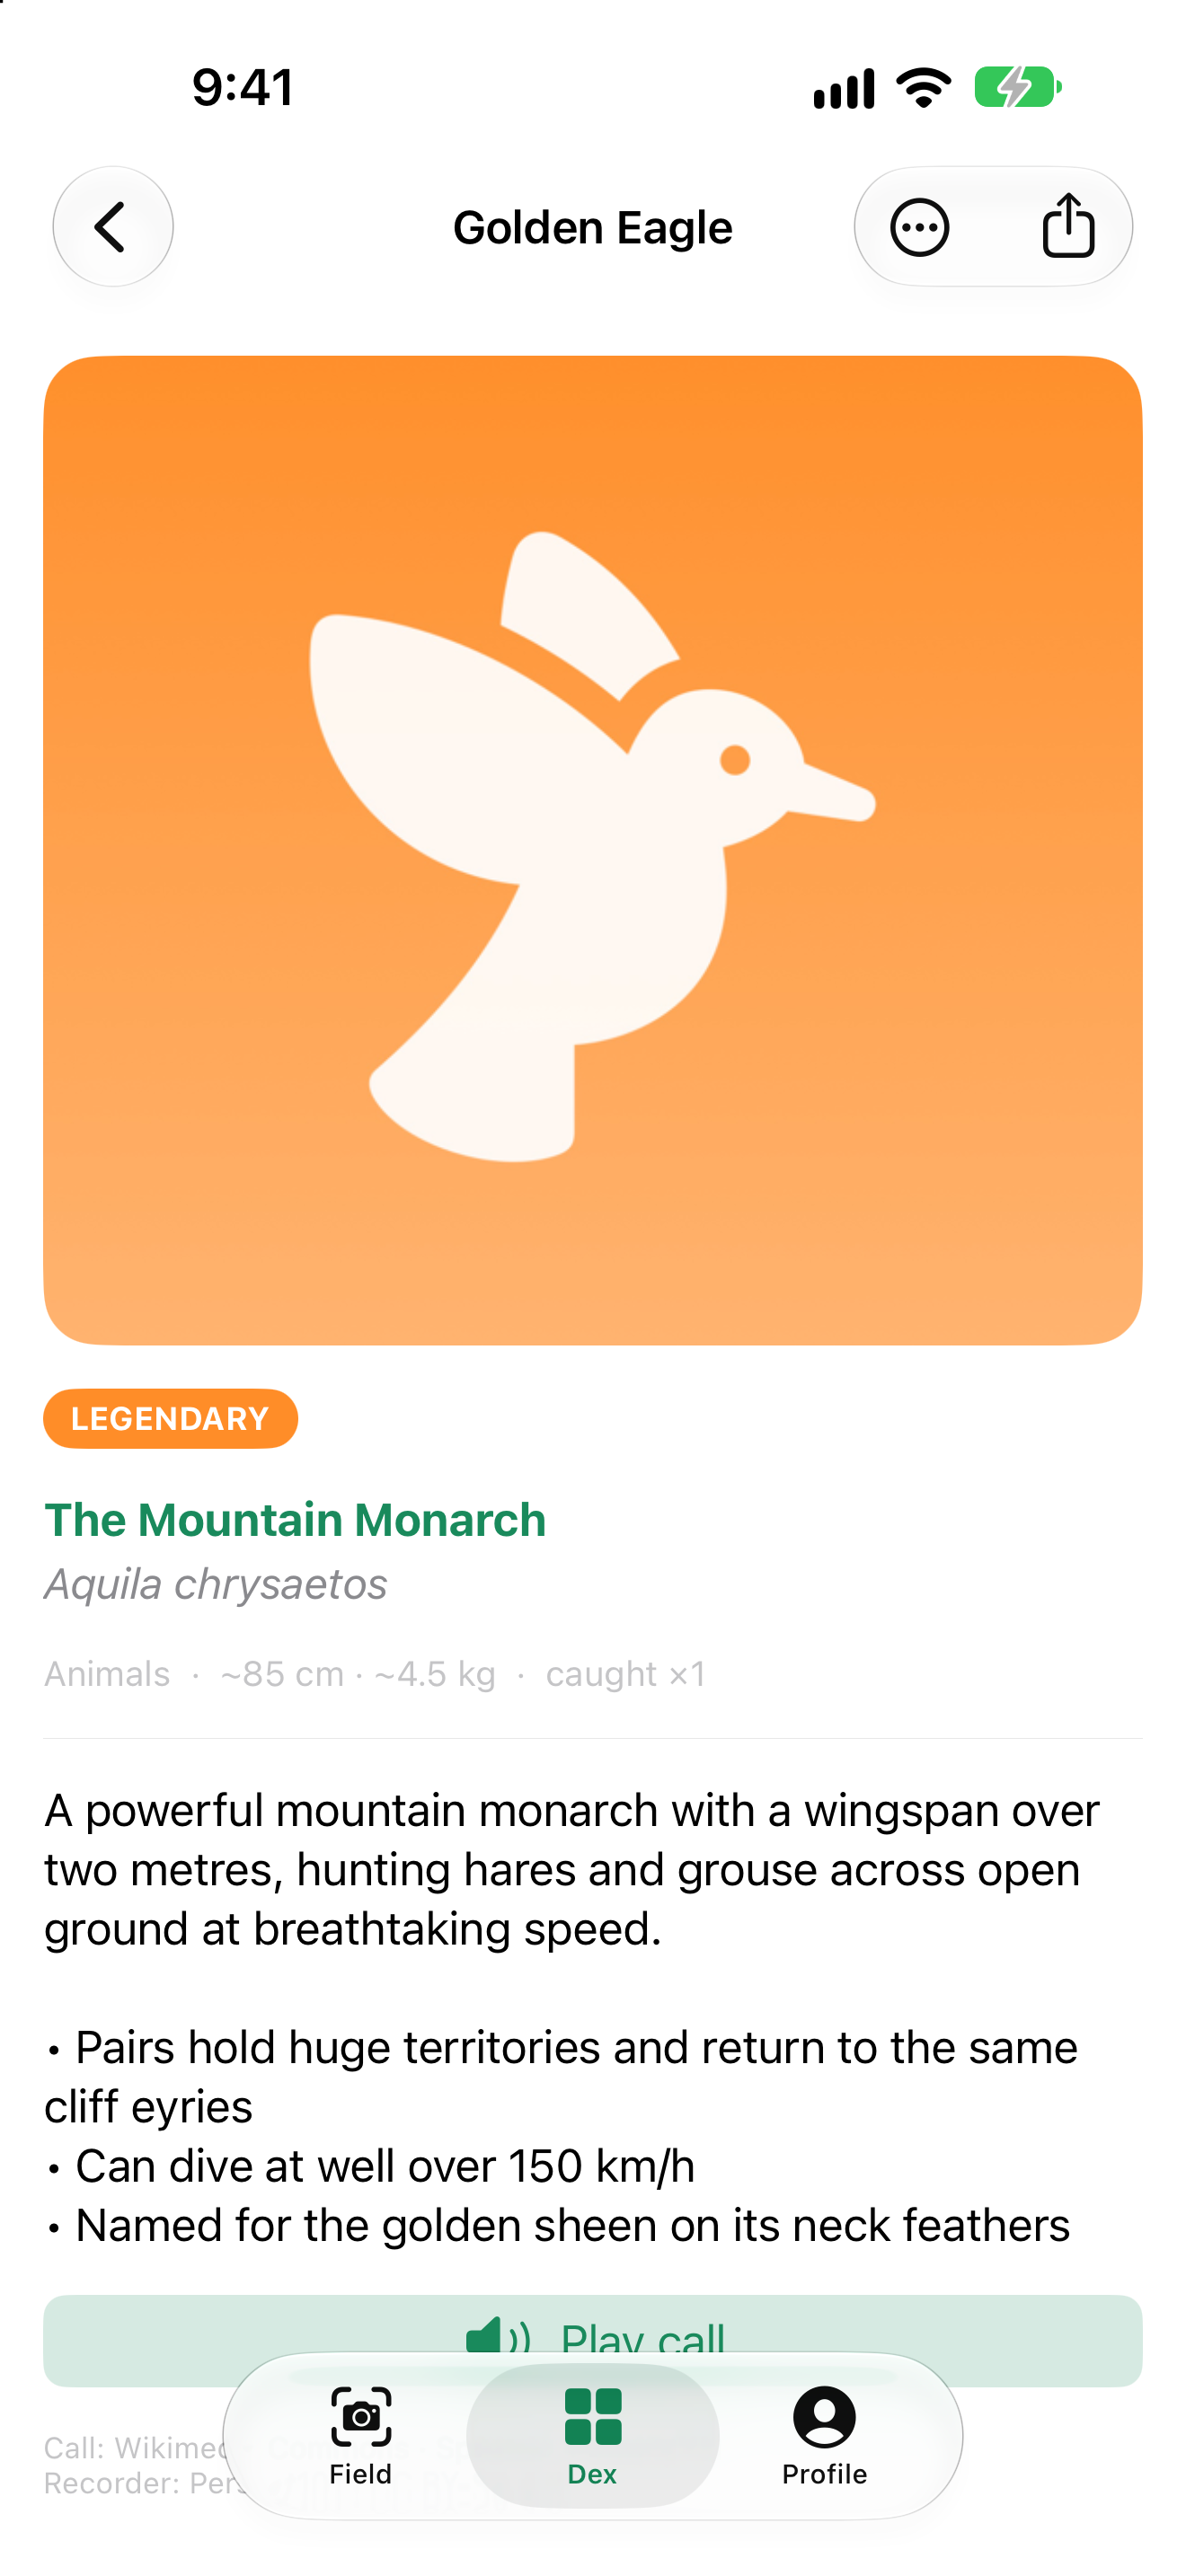 9:41
Golden Eagle
LEGENDARY
The Mountain Monarch
Aquila chrysaetos
Animals · ~85 cm · ~4.5 kg · caught ×1
A powerful mountain monarch with a wingspan over
two metres, hunting hares and grouse across open
ground at breathtaking speed.
• Pairs hold huge territories and return to the same
cliff eyries
• Can dive at well over 150 km/h
• Named for the golden sheen on its neck feathers
Play call
Call:
Recorder:
Field
Dex
Profile